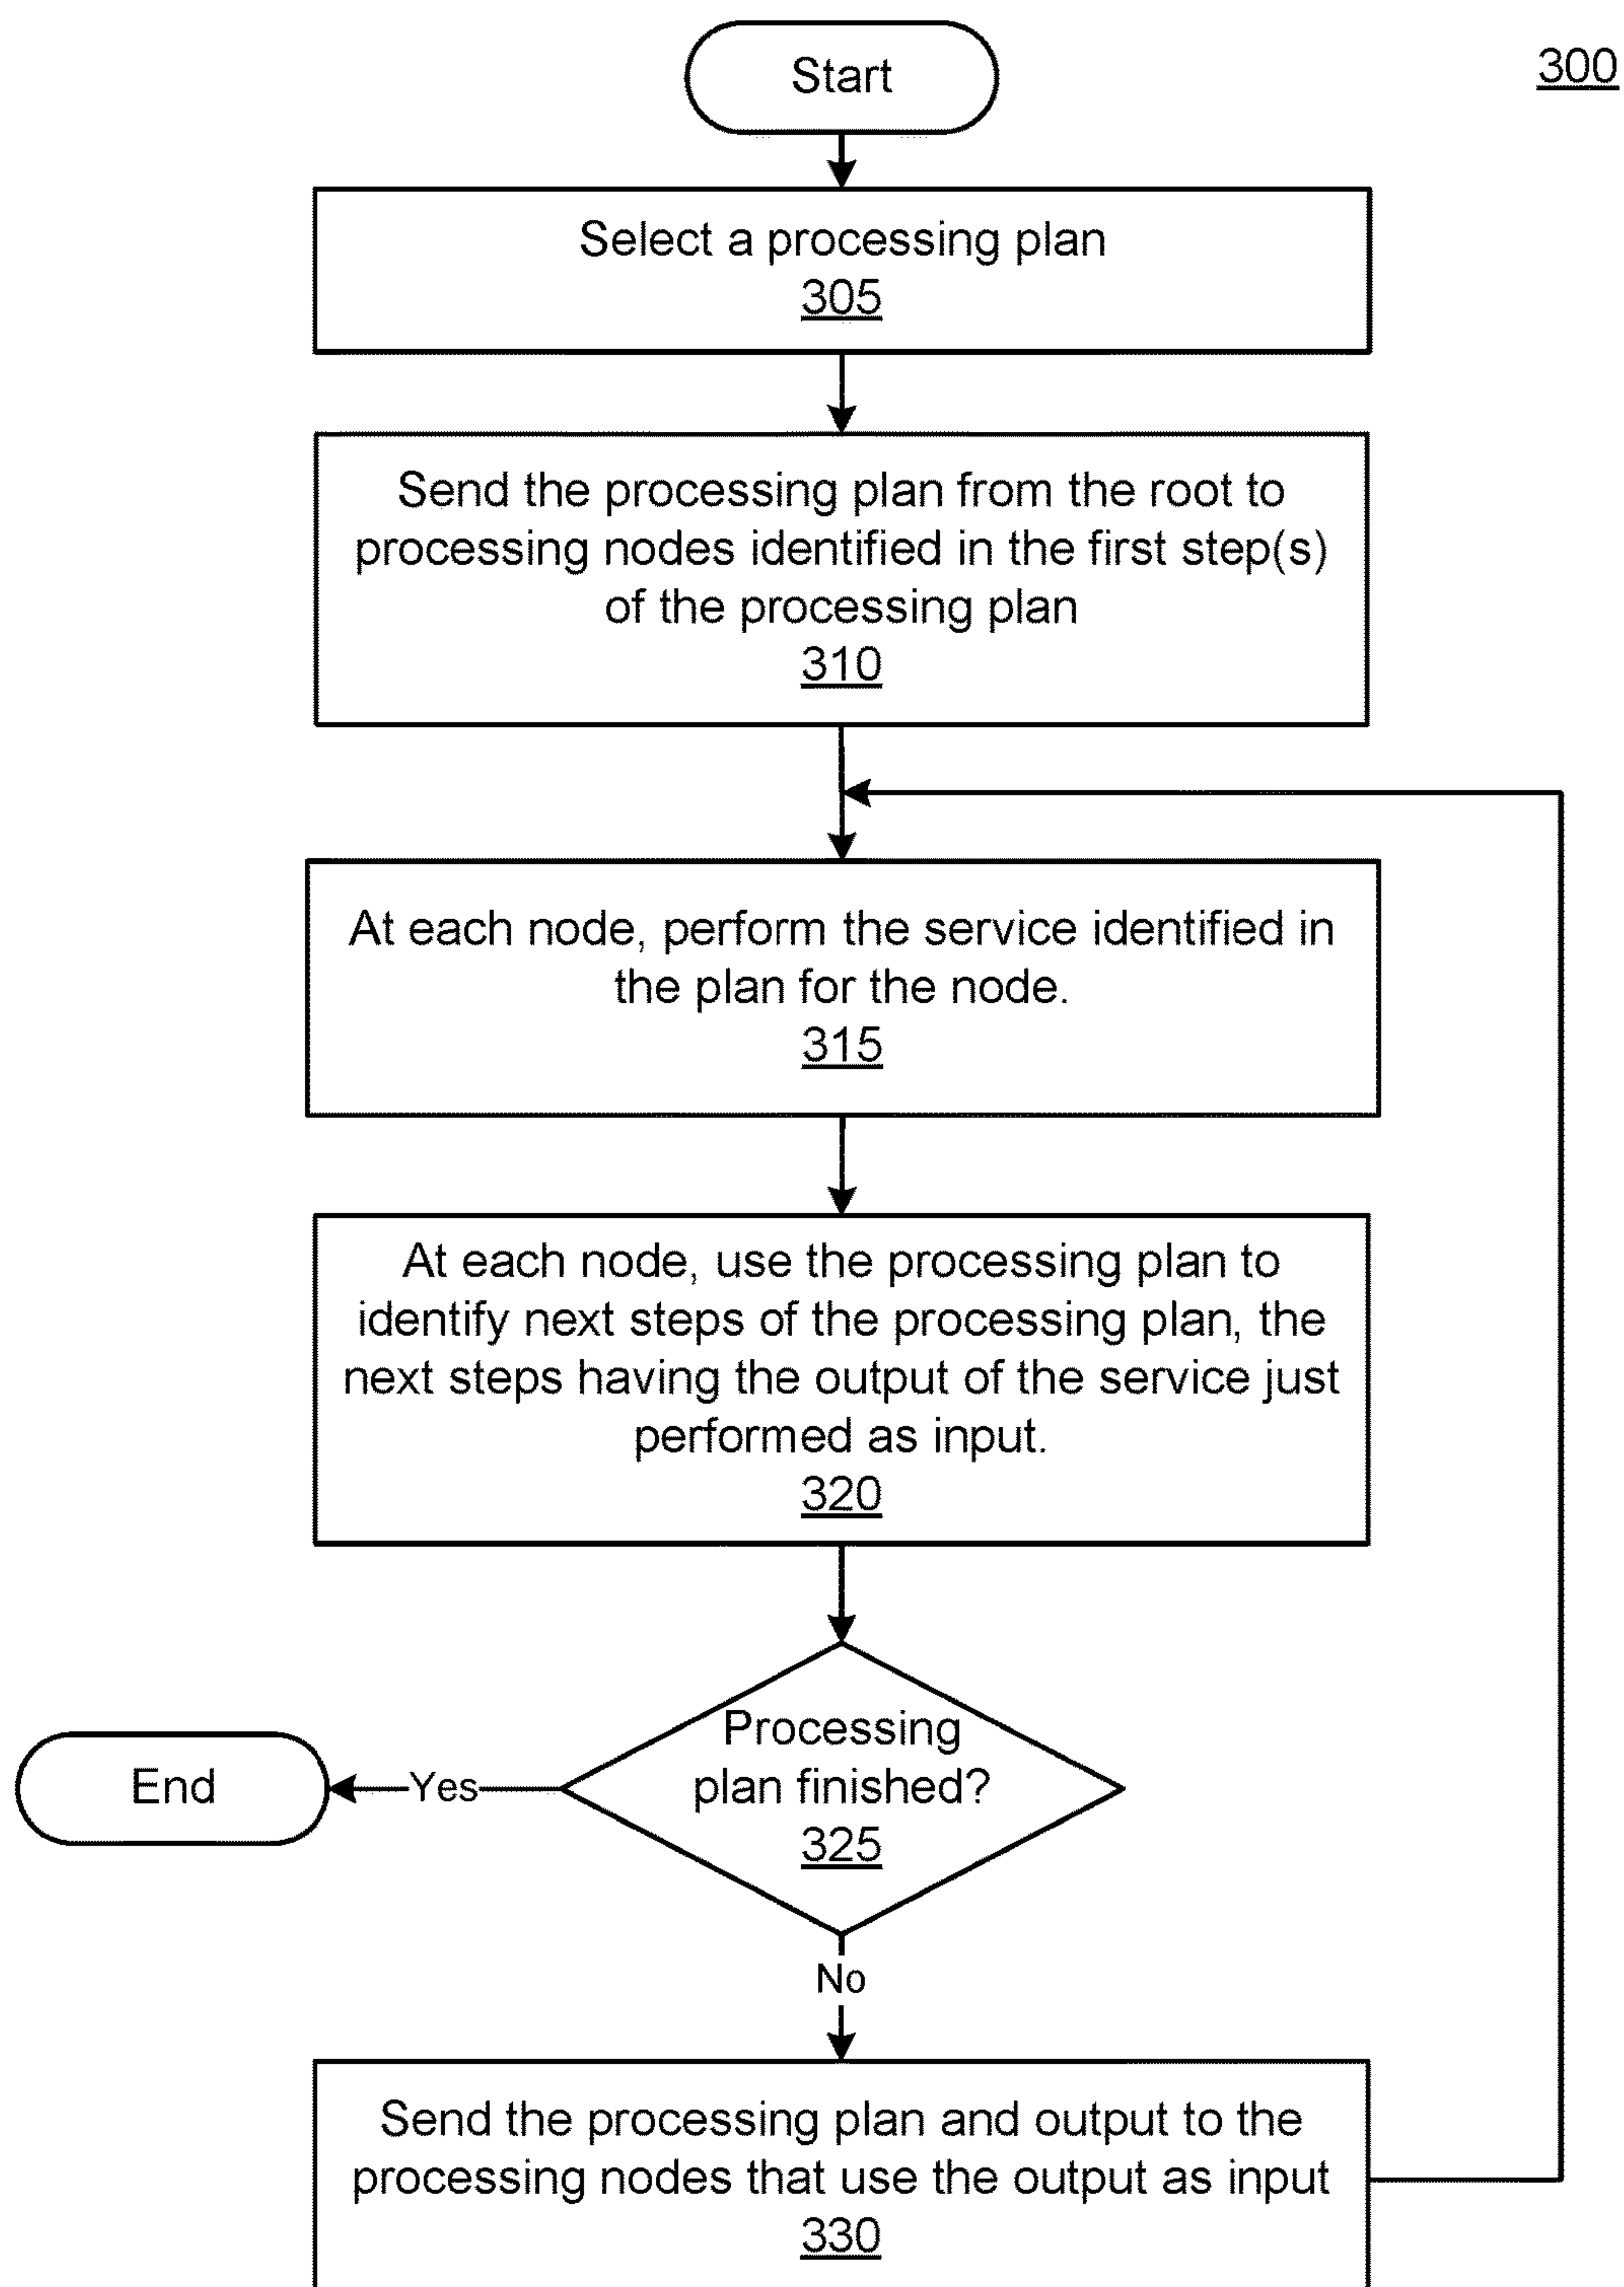 Start
300
Select a processing plan
305
Send the processing plan from the root to
processing nodes identified in the first step(s)
of the processing plan
310
At each node, perform the service identified in
the plan for the node.
315
At each node, use the processing plan to
identify next steps of the processing plan, the
next steps having the output of the service just
performed as input.
320
Processing
plan finished?
325
Yes
End
No
Send the processing plan and output to the
processing nodes that use the output as input
330